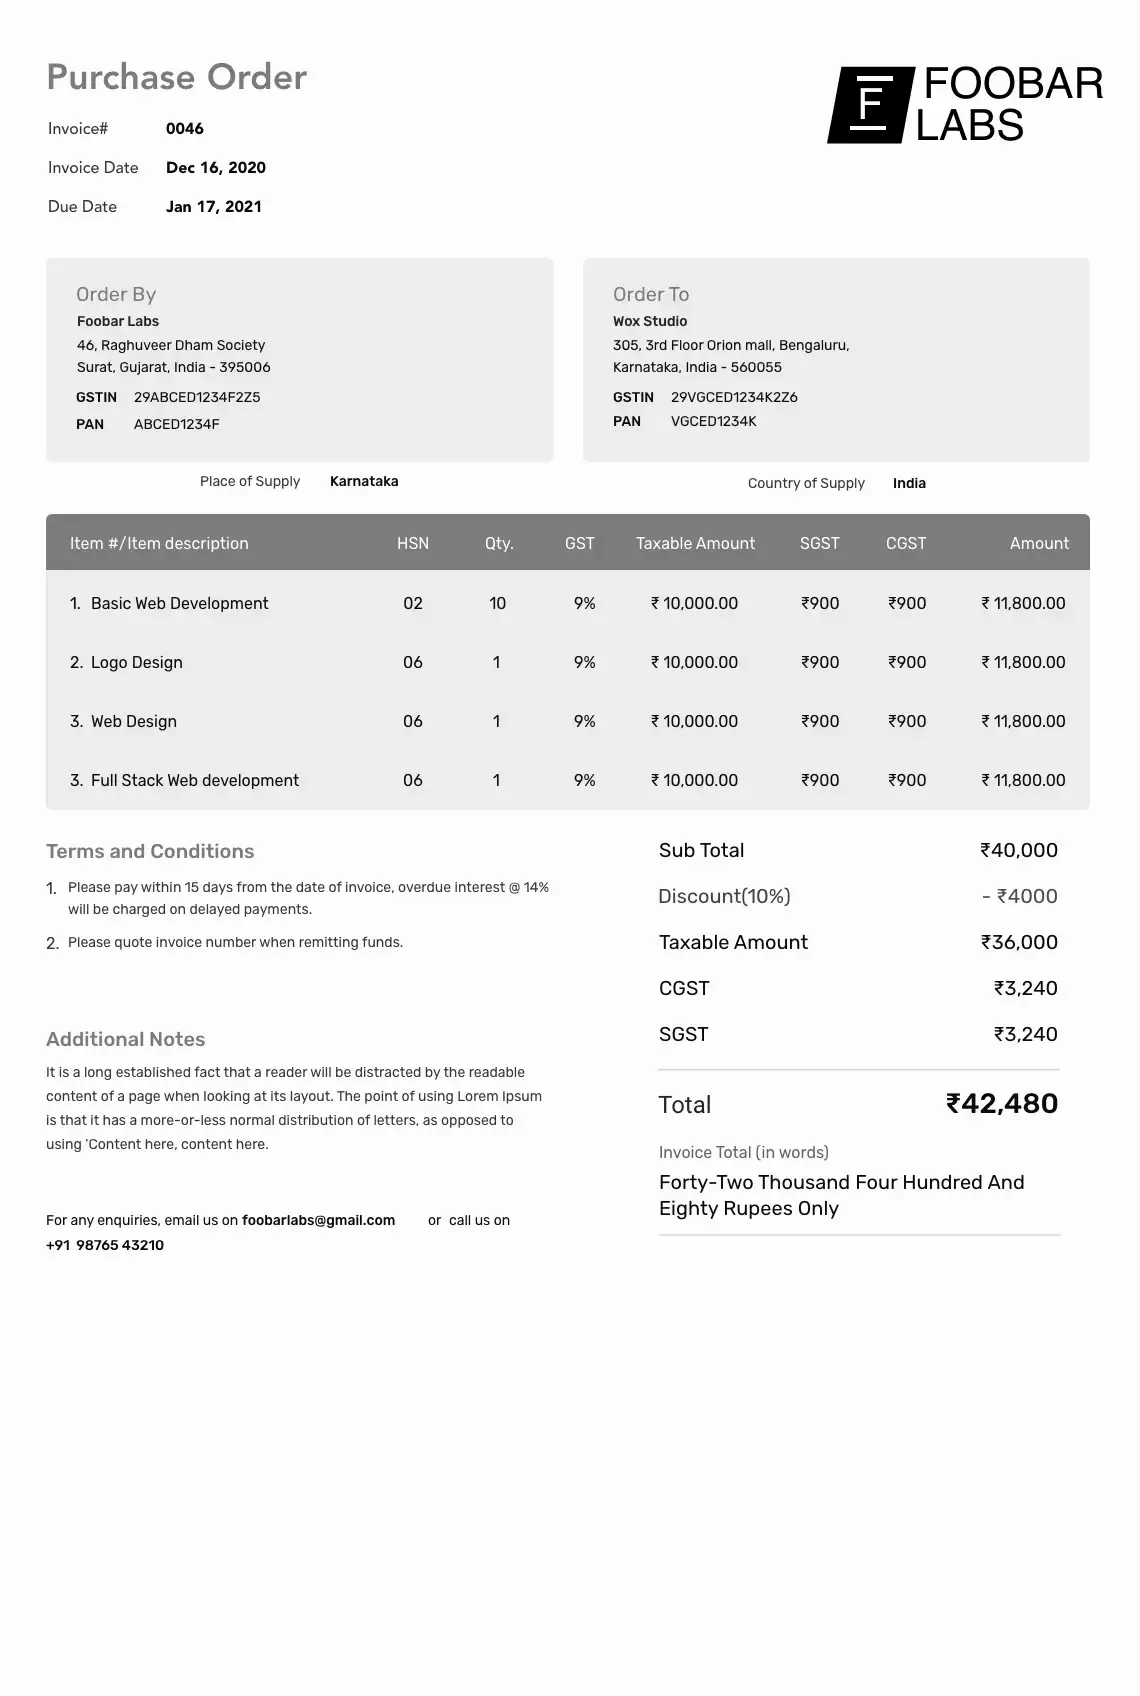 Purchase Order
F FOOBAR
LABS
Invoice# 0046
Invoice Date Dec 16, 2020
Due Date Jan 17, 2021
Order By
Foobar Labs
46, Raghuveer Dham Society
Surat, Gujarat, India - 395006
GSTIN 29ABCED1234F2Z5
PAN ABCED1234F
Order To
Wox Studio
305, 3rd Floor Orion mall, Bengaluru,
Karnataka, India - 560055
GSTIN 29VGCED1234K2Z6
PAN VGCED1234K
Place of Supply Karnataka
Country of Supply India
Item #/Item description HSN Qty. GST Taxable Amount SGST CGST Amount
1. Basic Web Development 02 10 9% ₹ 10,000.00 ₹900 ₹900 ₹ 11,800.00
2. Logo Design 06 1 9% ₹ 10,000.00 ₹900 ₹900 ₹ 11,800.00
3. Web Design 06 1 9% ₹ 10,000.00 ₹900 ₹900 ₹ 11,800.00
3. Full Stack Web development 06 1 9% ₹ 10,000.00 ₹900 ₹900 ₹ 11,800.00
Terms and Conditions
1. Please pay within 15 days from the date of invoice, overdue interest @ 14%
will be charged on delayed payments.
2. Please quote invoice number when remitting funds.
Additional Notes
It is a long established fact that a reader will be distracted by the readable
content of a page when looking at its layout. The point of using Lorem Ipsum
is that it has a more-or-less normal distribution of letters, as opposed to
using 'Content here, content here.
For any enquiries, email us on foobarlabs@gmail.com or call us on
+91 98765 43210
Sub Total ₹40,000
Discount(10%) - ₹4000
Taxable Amount ₹36,000
CGST ₹3,240
SGST ₹3,240
Total ₹42,480
Invoice Total (in words)
Forty-Two Thousand Four Hundred And
Eighty Rupees Only